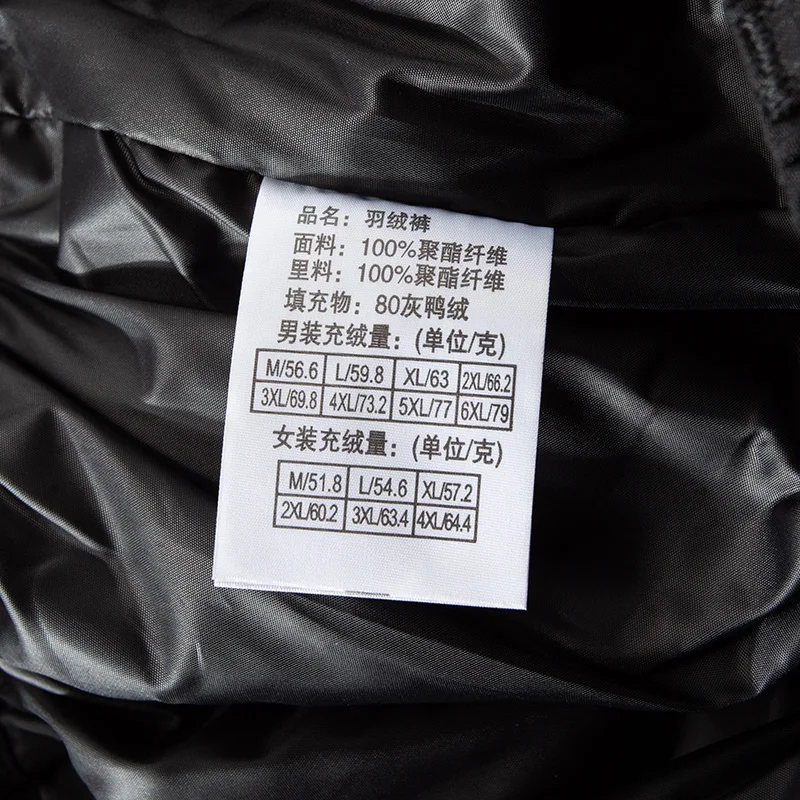 品名：羽绒裤
面料：100%聚酯纤维
里料：100%聚酯纤维
填充物：80灰鸭绒
男装充绒量：(单位/克)
M/56.6 L/59.8 XL/63 2XL/66.2
3XL/69.8 4XL/73.2 5XL/77 6XL/79
女装充绒量：(单位/克)
M/51.8 L/54.6 XL/57.2
2XL/60.2 3XL/63.4 4XL/64.4